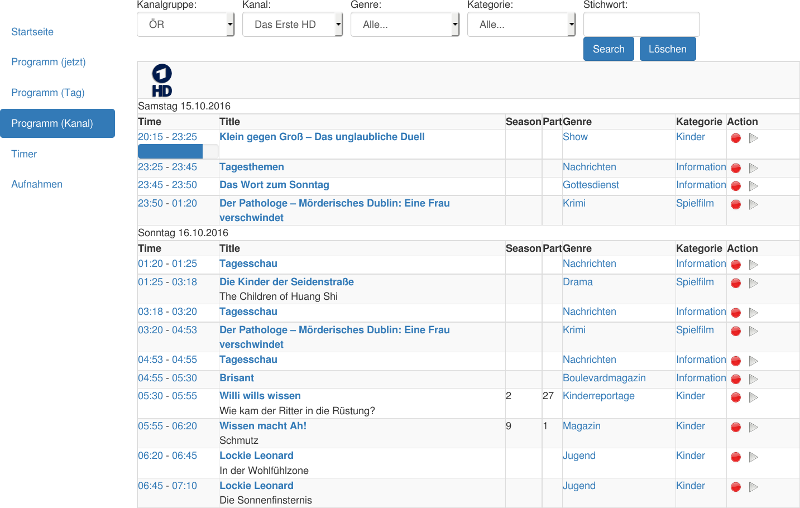 Kanalgruppe: Kanal: Genre: Kategorie: Stichwort:
ÖR Das Erste HD Alle... Alle...
Search Löschen
Startseite
Programm (jetzt)
Programm (Tag)
Programm (Kanal)
Timer
Aufnahmen
1
HD
Samstag 15.10.2016
Time Title Season Part Genre Kategorie Action
20:15 - 23:25 Klein gegen Groß – Das unglaubliche Duell Show Kinder
23:25 - 23:45 Tagesthemen Nachrichten Information
23:45 - 23:50 Das Wort zum Sonntag Gottesdienst Information
23:50 - 01:20 Der Pathologe – Mörderisches Dublin: Eine Frau Krimi Spielfilm
verschwindet
Sonntag 16.10.2016
Time Title Season Part Genre Kategorie Action
01:20 - 01:25 Tagesschau Nachrichten Information
01:25 - 03:18 Die Kinder der Seidenstraße Drama Spielfilm
The Children of Huang Shi
03:18 - 03:20 Tagesschau Nachrichten Information
03:20 - 04:53 Der Pathologe – Mörderisches Dublin: Eine Frau Krimi Spielfilm
verschwindet
04:53 - 04:55 Tagesschau Nachrichten Information
04:55 - 05:30 Brisant Boulevardmagazin Information
05:30 - 05:55 Willi wills wissen 2 27 Kinderreportage Kinder
Wie kam der Ritter in die Rüstung?
05:55 - 06:20 Wissen macht Ah! 9 1 Magazin Kinder
Schmutz
06:20 - 06:45 Lockie Leonard Jugend Kinder
In der Wohlfühlzone
06:45 - 07:10 Lockie Leonard Jugend Kinder
Die Sonnenfinsternis